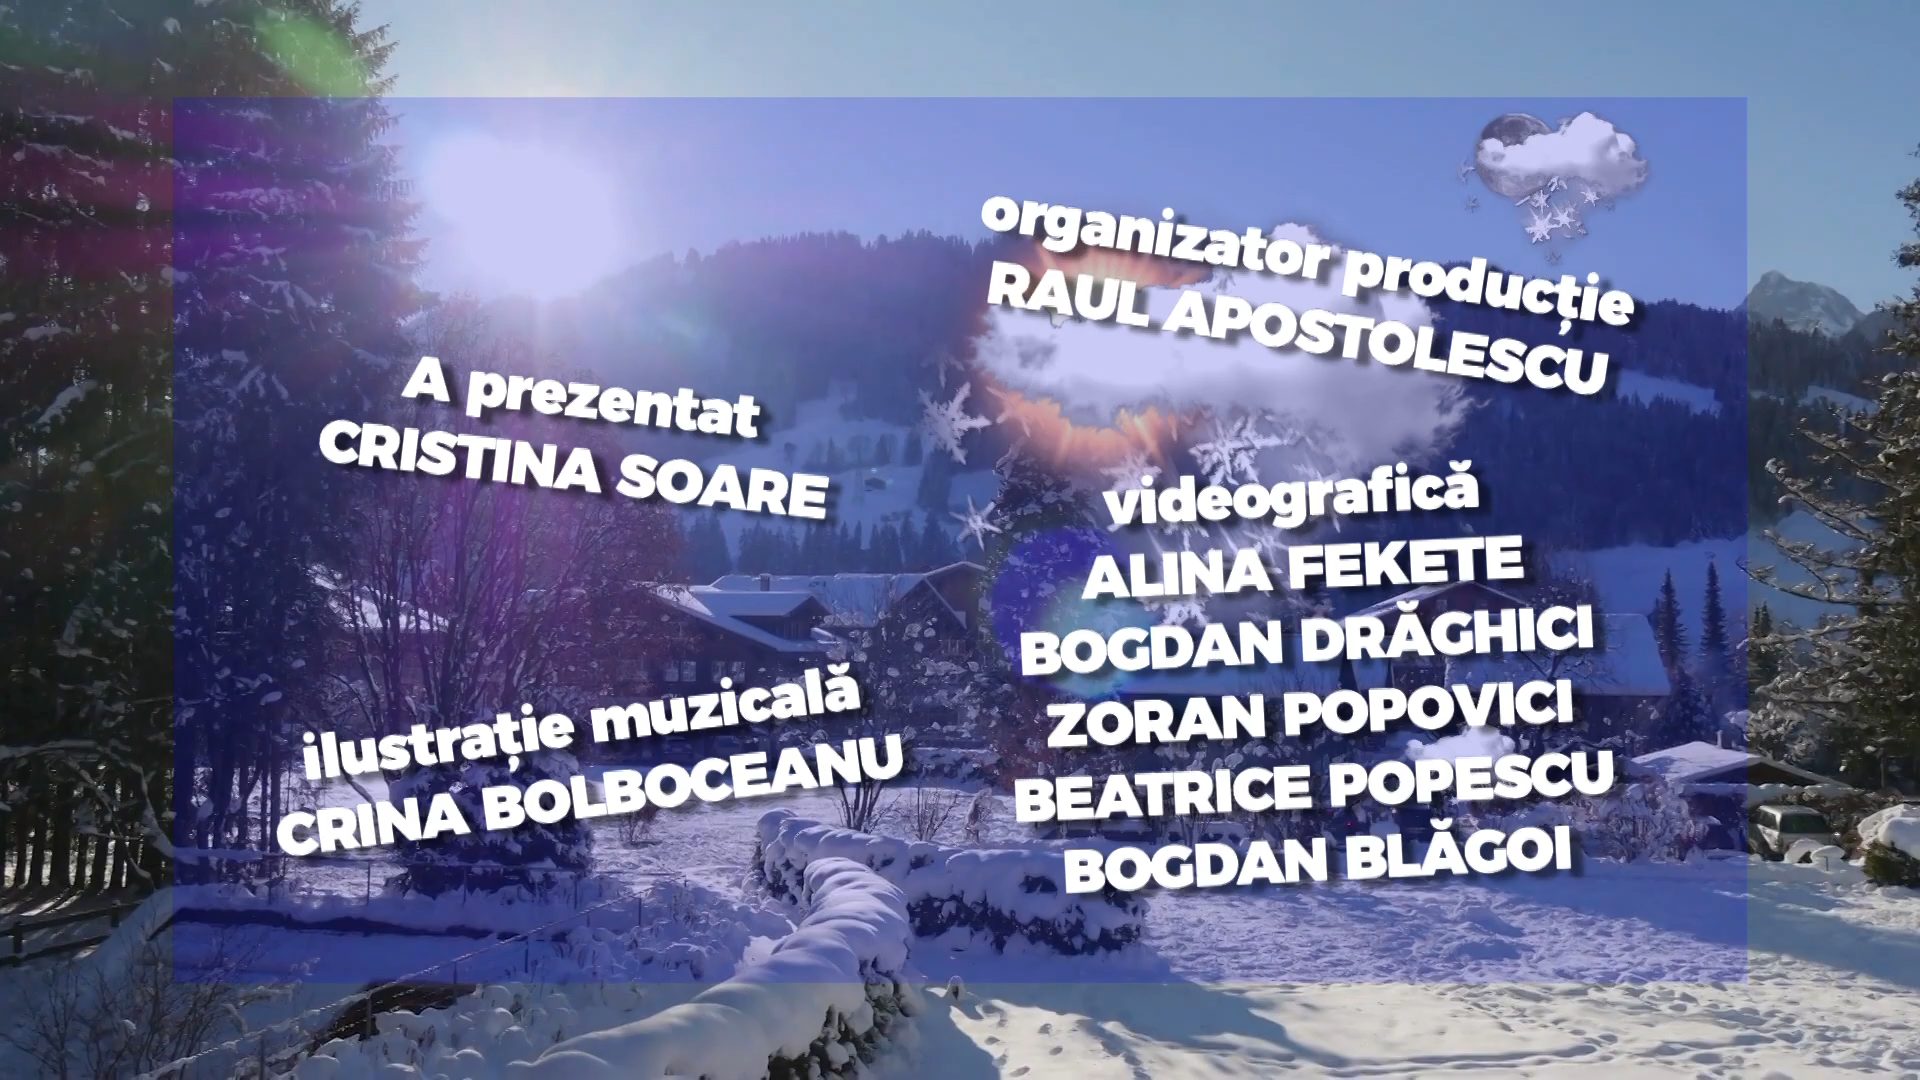 A prezentat
CRISTINA SOARE
ilustrație muzicală
CRINA BOLBOCEANU
organizator producție
RAUL APOSTOLESCU
videografică
ALINA FEKETE
BOGDAN DRĂGHICI
ZORAN POPOVICI
BEATRICE POPESCU
BOGDAN BLĂGOI